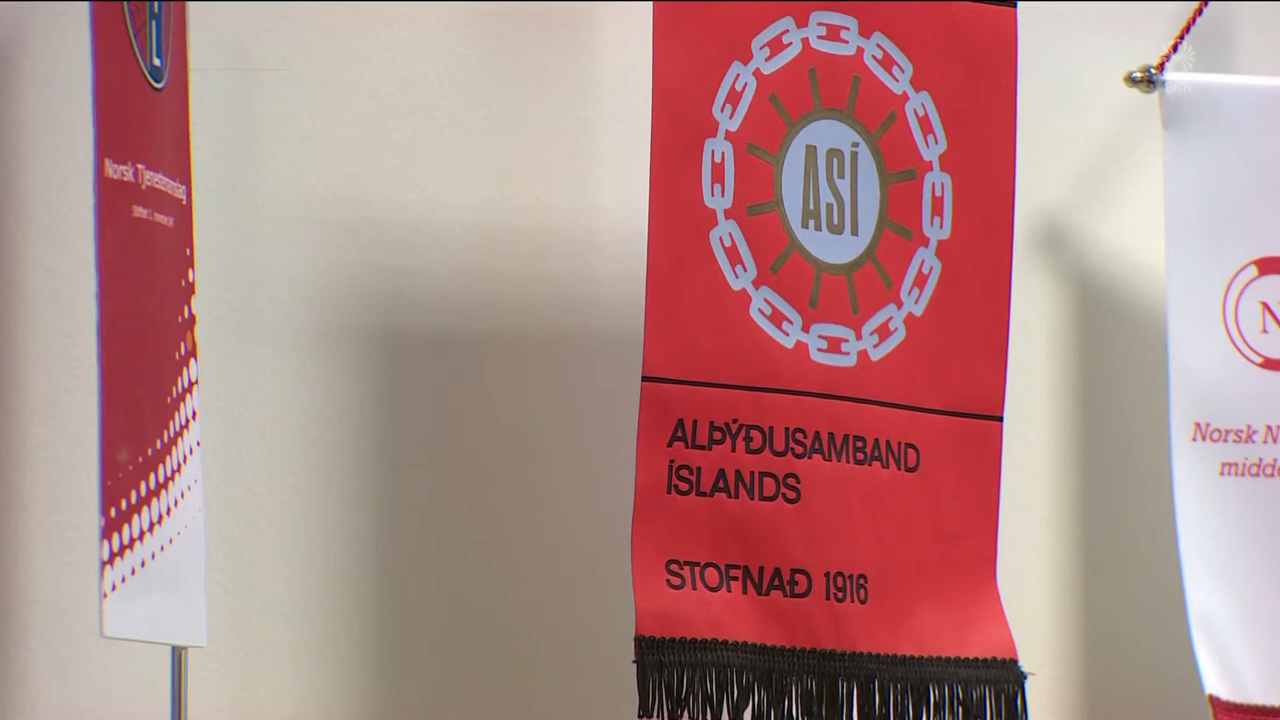 Norsk Tjenestemannslag
ASÍ
ALÞÝÐUSAMBAND
ÍSLANDS
STOFNAÐ 1916
N
Norsk N
midde